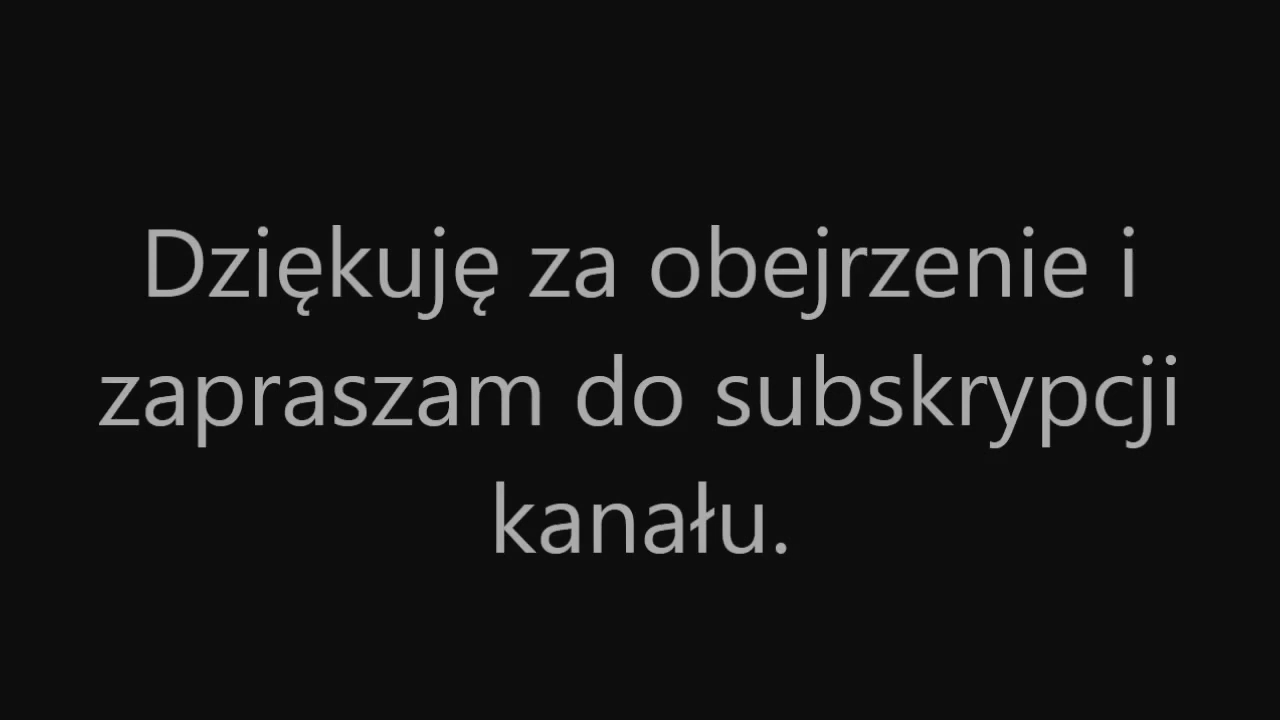 Dziękuję za obejrzenie i
zapraszam do subskrypcji
kanału.